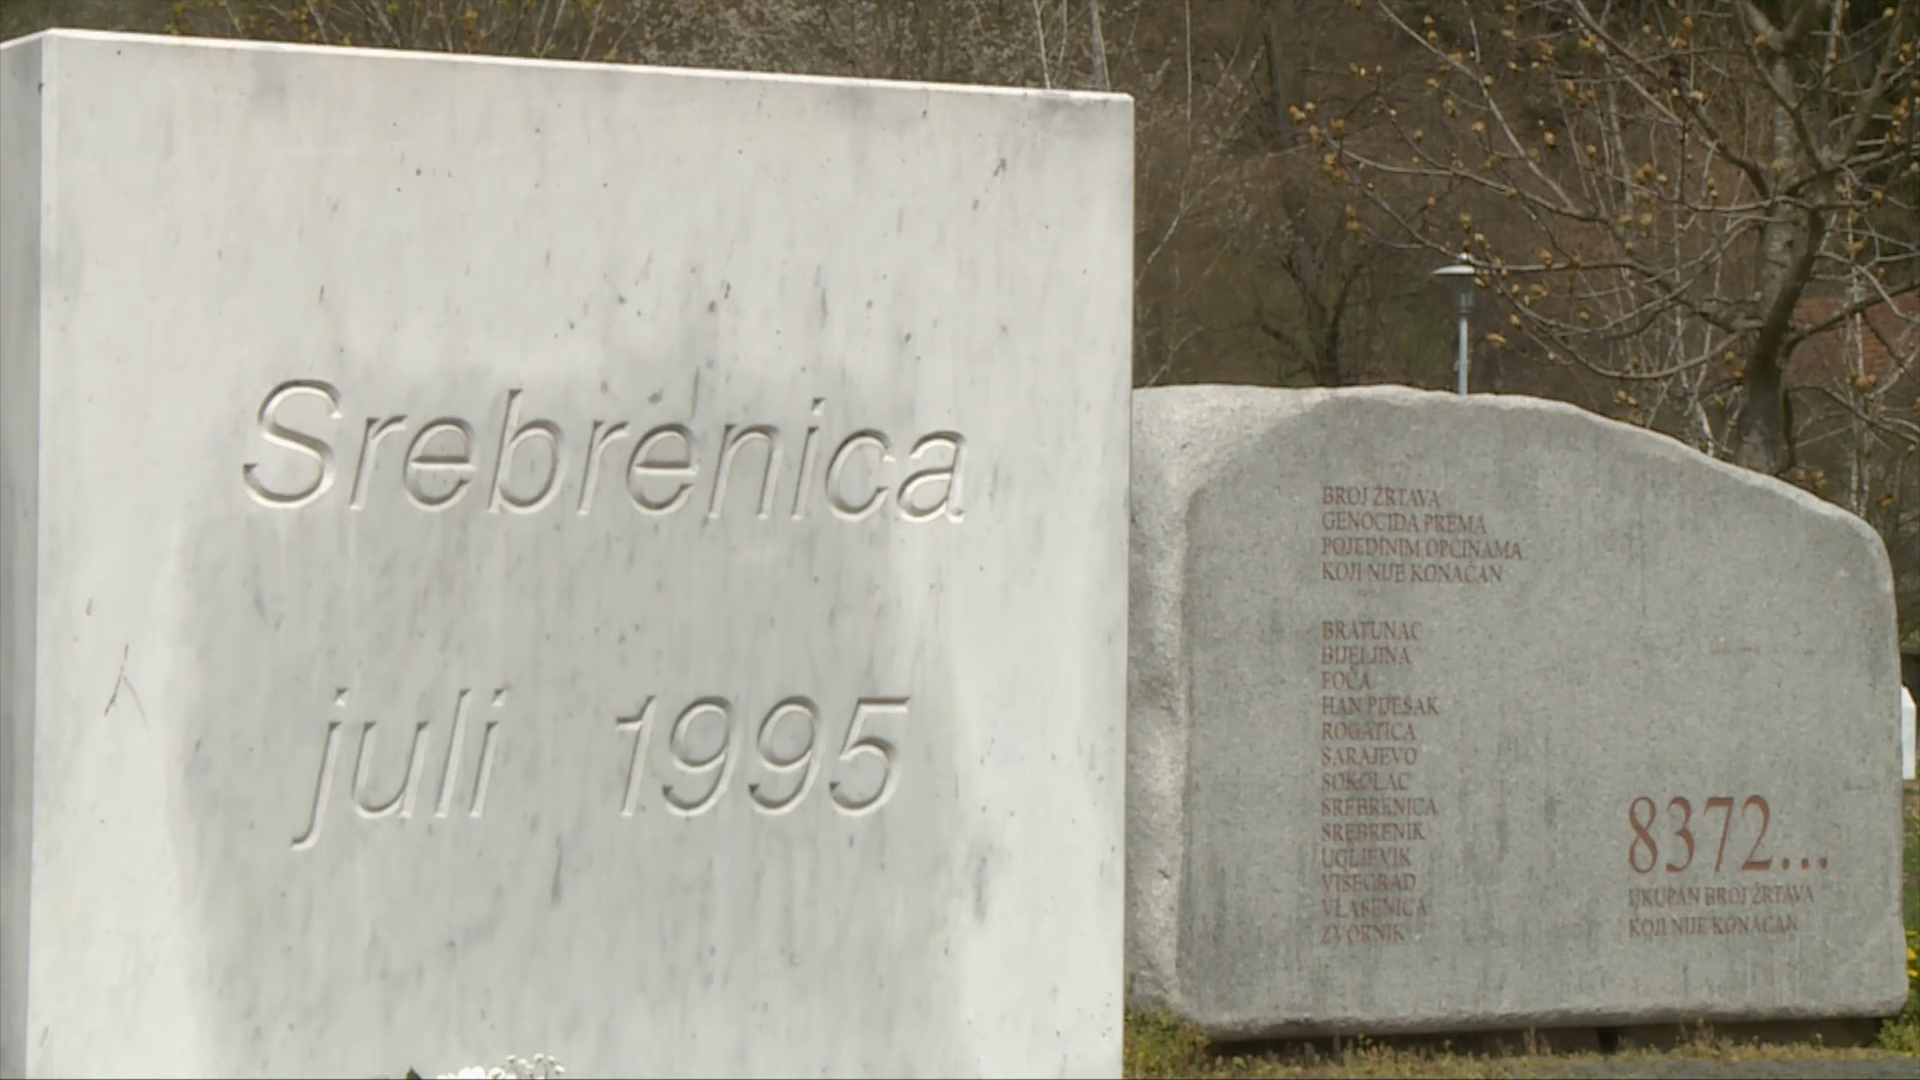 Srebrenica
juli 1995
BROJ ŽRTAVA
GENOCIDA PREMA
POJEDINIM OPĆINAMA
KOJI NIJE KONAČAN
BRATUNAC
BIJELJINA
FOČA
HAN PIJESAK
ROGATICA
SARAJEVO
SOKOLAC
SREBRENICA
SREBRENIK
UGLJEVIK
VIŠEGRAD
VLASENICA
ZVORNIK
8372...
UKUPAN BROJ ŽRTAVA
KOJI NIJE KONAČAN